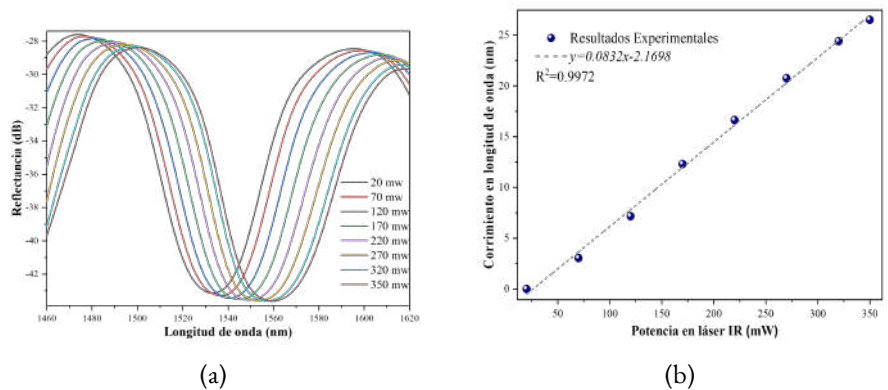 (a)
-28
-30
-32
-34
-36
-38
-40
-42
Reflectancia (dB)
20 mw
70 mw
120 mw
170 mw
220 mw
270 mw
320 mw
350 mw
1460
1480
1500
1520
1540
1560
1580
1600
1620
Longitud de onda (nm)
(a)
(b)
Resultados Experimentales
y=0.0832x-2.1698
R²=0.9972
25
20
15
10
5
0
Corrimiento en longitud de onda (nm)
50
100
150
200
250
300
350
Potencia en láser IR (mW)
(b)